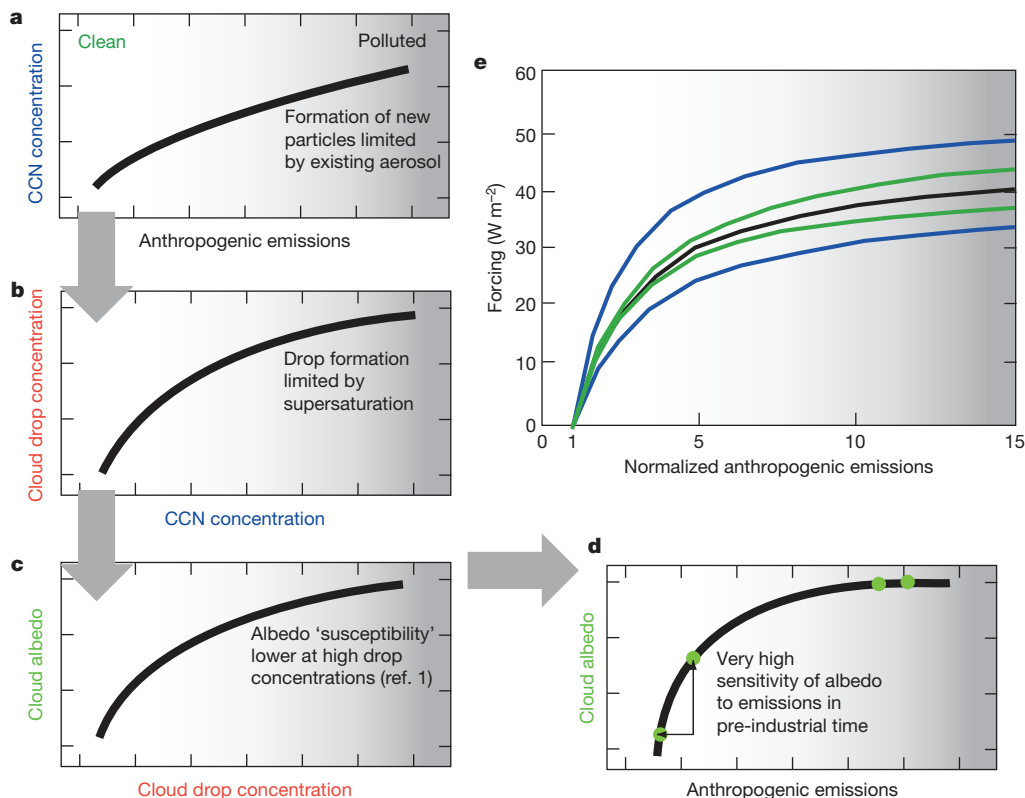 a
Clean
Polluted
Formation of new
particles limited
by existing aerosol
CCN concentration
Anthropogenic emissions
b
Drop formation
limited by
supersaturation
Cloud drop concentration
CCN concentration
c
Albedo ‘susceptibility’
lower at high drop
concentrations (ref. 1)
Cloud albedo
Cloud drop concentration
d
Very high
sensitivity of albedo
to emissions in
pre-industrial time
Cloud albedo
Anthropogenic emissions
e
60
50
40
30
20
10
0
Forcing (W m⁻²)
0 1 5 10 15
Normalized anthropogenic emissions